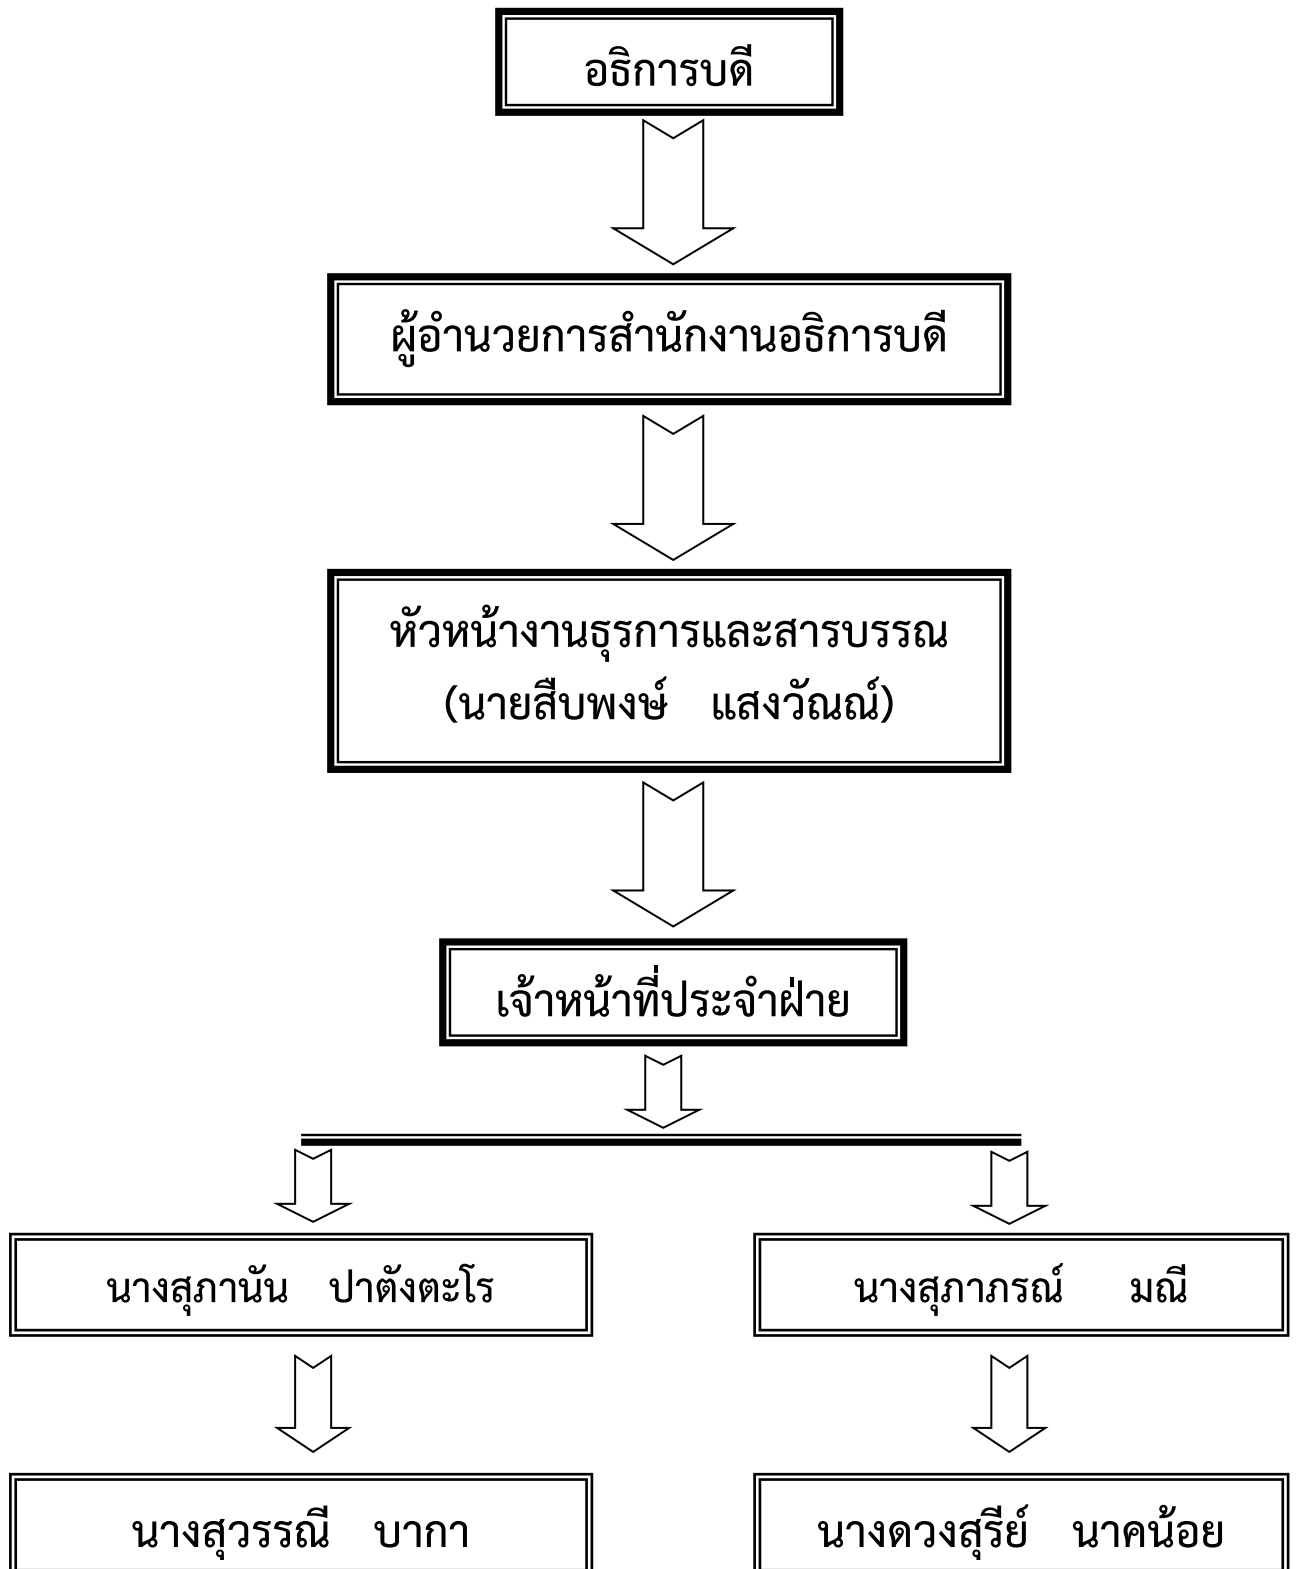 อธิการบดี
ผู้อำนวยการสำนักงานอธิการบดี
หัวหน้างานธุรการและสารบรรณ
(นายสืบพงษ์ แสงวัณณ์)
เจ้าหน้าที่ประจำฝ่าย
นางสุภานัน ปาตังตะโร
นางสุภาภรณ์ มณี
นางสุวรรณี บากา
นางดวงสุรีย์ นาคน้อย